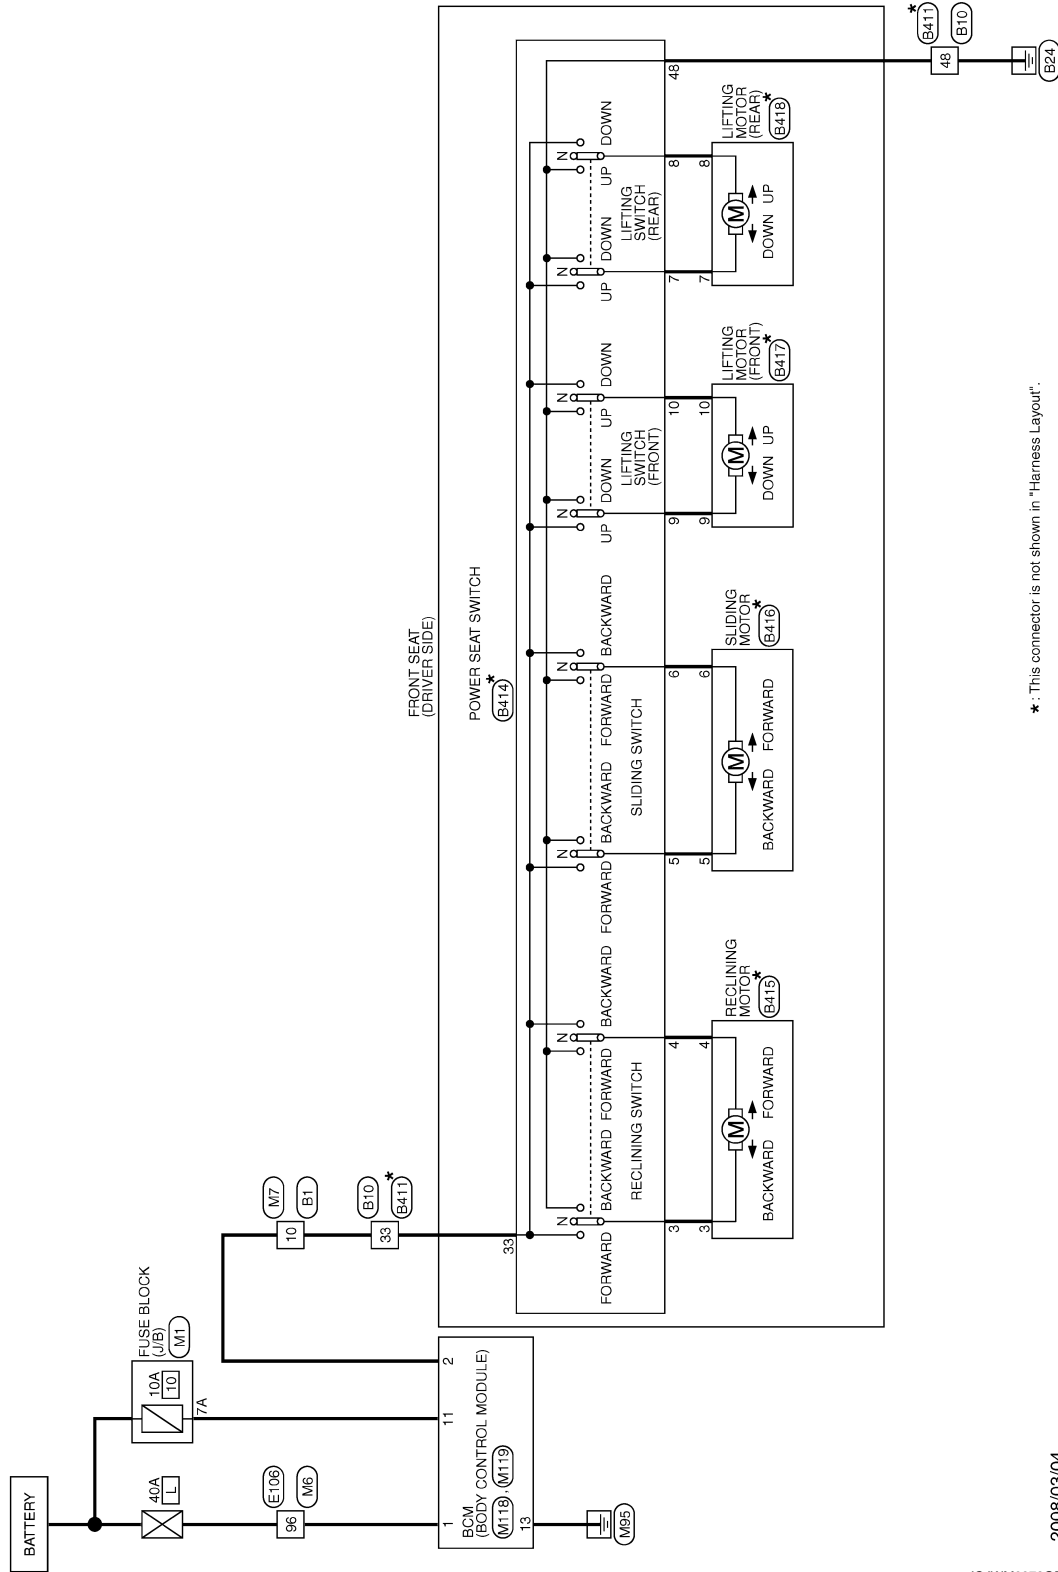 BATTERY
40A
L
E106
96
M6
FUSE BLOCK
(J/B)
M1
10A
10
7A
M7
10
B1
B10
33
B411
*
1
11
2
BCM
(BODY CONTROL MODULE)
M118 , M119
13
M95
FRONT SEAT
(DRIVER SIDE)
POWER SEAT SWITCH
B414
*
33
N
N
N
N
N
N
N
N
FORWARD
BACKWARD
FORWARD
BACKWARD
RECLINING SWITCH
FORWARD
BACKWARD
FORWARD
BACKWARD
SLIDING SWITCH
UP
DOWN
UP
DOWN
LIFTING
SWITCH
(FRONT)
UP
DOWN
UP
DOWN
LIFTING
SWITCH
(REAR)
3
4
5
6
9
10
7
8
48
3
4
5
6
9
10
7
8
RECLINING
MOTOR
*
B415
M
BACKWARD
FORWARD
SLIDING
MOTOR
*
B416
M
BACKWARD
FORWARD
LIFTING
MOTOR
(FRONT)
*
B417
M
DOWN
UP
LIFTING
MOTOR
(REAR)
*
B418
M
DOWN
UP
*
B411
48
B10
B24
* : This connector is not shown in "Harness Layout".
2008/03/04